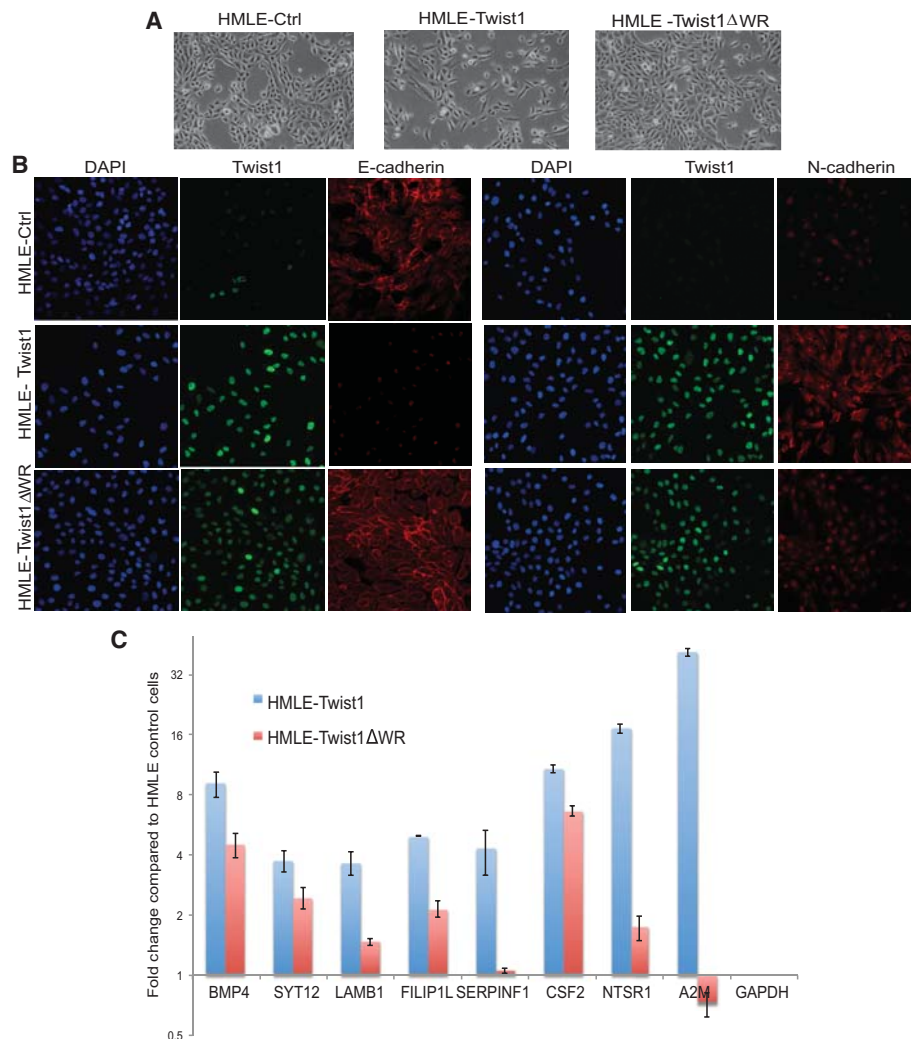 A
HMLE-Ctrl
HMLE-Twist1
HMLE -Twist1ΔWR
B
DAPI
Twist1
E-cadherin
DAPI
Twist1
N-cadherin
HMLE-Ctrl
HMLE- Twist1
HMLE-Twist1ΔWR
C
Fold change compared to HMLE control cells
32
16
8
4
2
1
0.5
HMLE-Twist1
HMLE-Twist1ΔWR
BMP4 SYT12 LAMB1 FILIP1L SERPINF1 CSF2 NTSR1 A2M GAPDH